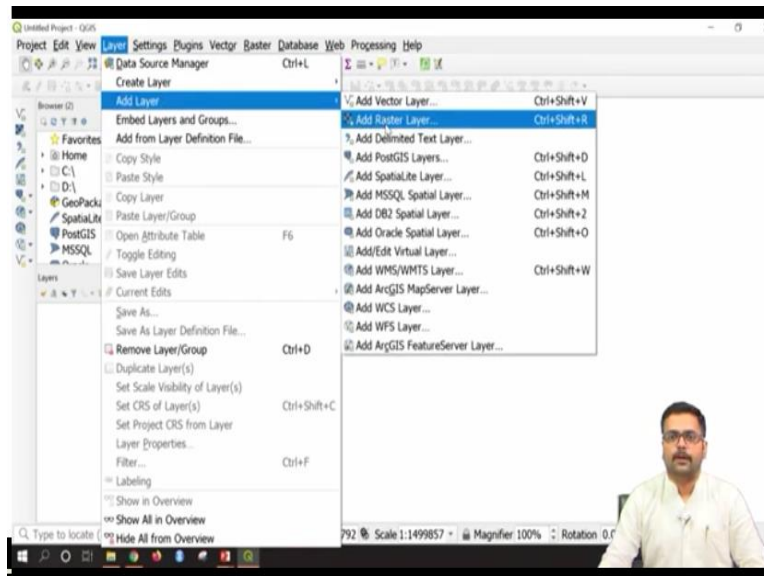 Untitled Project - QGIS
Project Edit View Layer Settings Plugins Vector Raster Database Web Processing Help
Data Source Manager Ctrl+L
Create Layer
Add Layer
Embed Layers and Groups...
Add from Layer Definition File...
Copy Style
Paste Style
Copy Layer
Paste Layer/Group
Open Attribute Table F6
Toggle Editing
Save Layer Edits
Current Edits
Save As...
Save As Layer Definition File...
Remove Layer/Group Ctrl+D
Duplicate Layer(s)
Set Scale Visibility of Layer(s)
Set CRS of Layer(s) Ctrl+Shift+C
Set Project CRS from Layer
Layer Properties...
Filter... Ctrl+F
Labeling
Show in Overview
Show All in Overview
Hide All from Overview
Add Vector Layer... Ctrl+Shift+V
Add Raster Layer... Ctrl+Shift+R
Add Delimited Text Layer...
Add PostGIS Layers... Ctrl+Shift+D
Add SpatiaLite Layer... Ctrl+Shift+L
Add MSSQL Spatial Layer... Ctrl+Shift+M
Add DB2 Spatial Layer... Ctrl+Shift+2
Add Oracle Spatial Layer... Ctrl+Shift+O
Add/Edit Virtual Layer...
Add WMS/WMTS Layer... Ctrl+Shift+W
Add ArcGIS MapServer Layer...
Add WCS Layer...
Add WFS Layer...
Add ArcGIS FeatureServer Layer...
Browser (2)
Favorites
Home
C:\
D:\
GeoPacka
SpatiaLite
PostGIS
MSSQL
Layers
Type to locate ( 792 Scale 1:1499857 Magnifier 100% Rotation 0.0